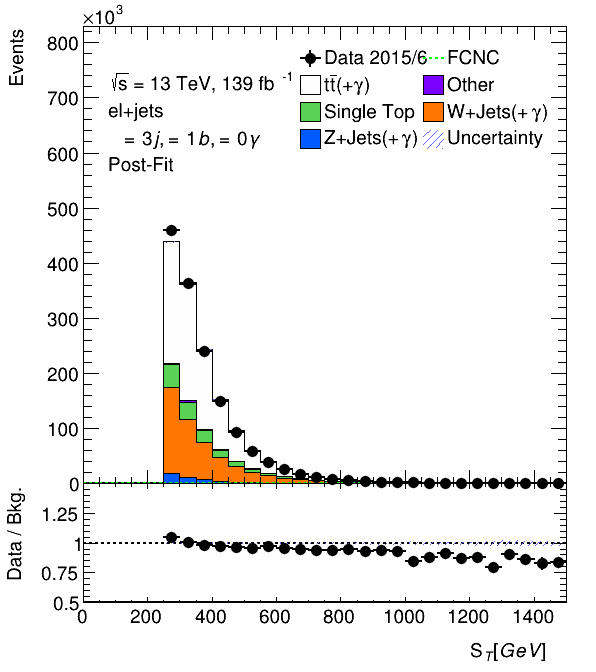 ×10³
Events
800
700
600
500
400
300
200
100
0
√s = 13 TeV, 139 fb⁻¹
el+jets
= 3j, = 1b, = 0γ
Post-Fit
Data 2015/6
FCNC
tt̄(+γ)
Other
Single Top
W+Jets(+γ)
Z+Jets(+γ)
Uncertainty
Data / Bkg.
1.25
1
0.75
0.5
0 200 400 600 800 1000 1200 1400
S_T[GeV]